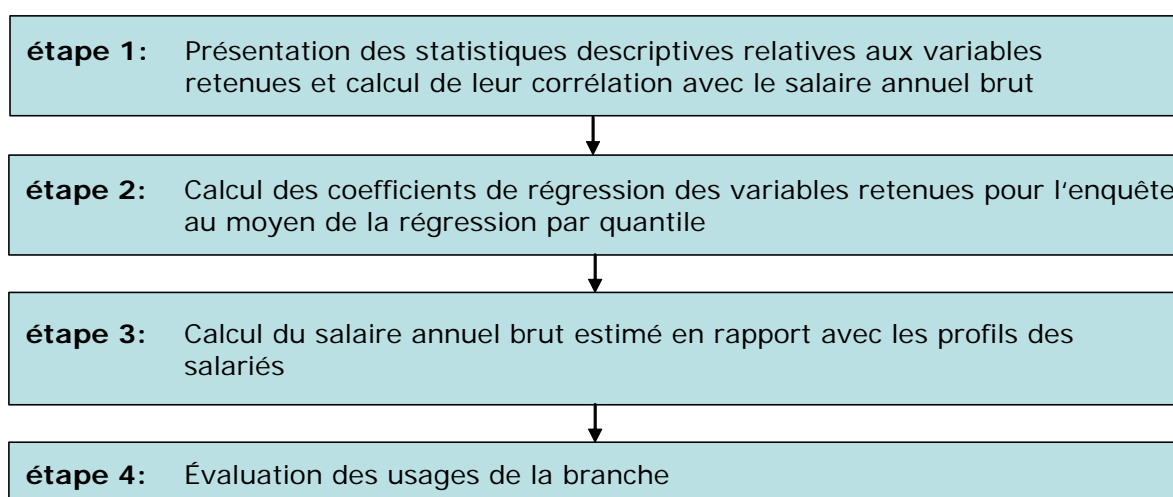 étape 1: Présentation des statistiques descriptives relatives aux variables
retenues et calcul de leur corrélation avec le salaire annuel brut
étape 2: Calcul des coefficients de régression des variables retenues pour l'enquête
au moyen de la régression par quantile
étape 3: Calcul du salaire annuel brut estimé en rapport avec les profils des
salariés
étape 4: Évaluation des usages de la branche